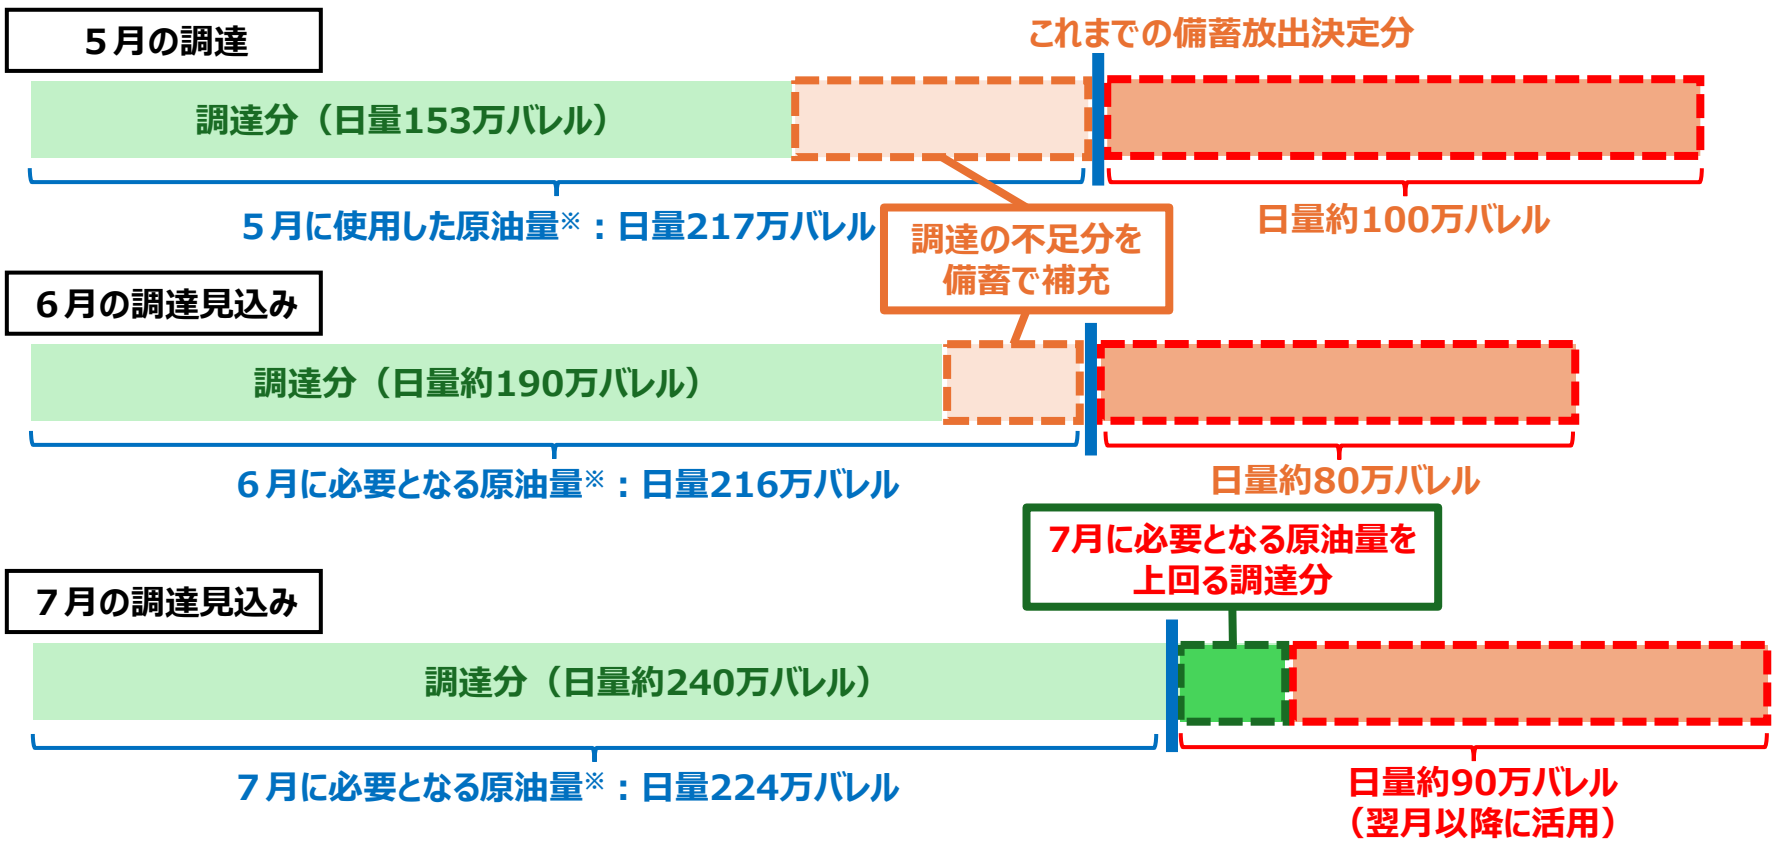 ５月の調達
これまでの備蓄放出決定分
調達分（日量153万バレル）
５月に使用した原油量※：日量217万バレル
日量約100万バレル
調達の不足分を
備蓄で補充
６月の調達見込み
調達分（日量約190万バレル）
６月に必要となる原油量※：日量216万バレル
日量約80万バレル
7月に必要となる原油量を
上回る調達分
７月の調達見込み
調達分（日量約240万バレル）
７月に必要となる原油量※：日量224万バレル
日量約90万バレル
（翌月以降に活用）